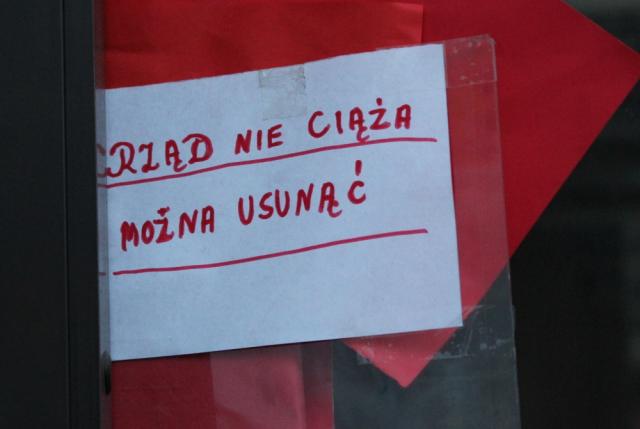 RZĄD NIE CIĄŻA
MOŻNA USUNĄĆ